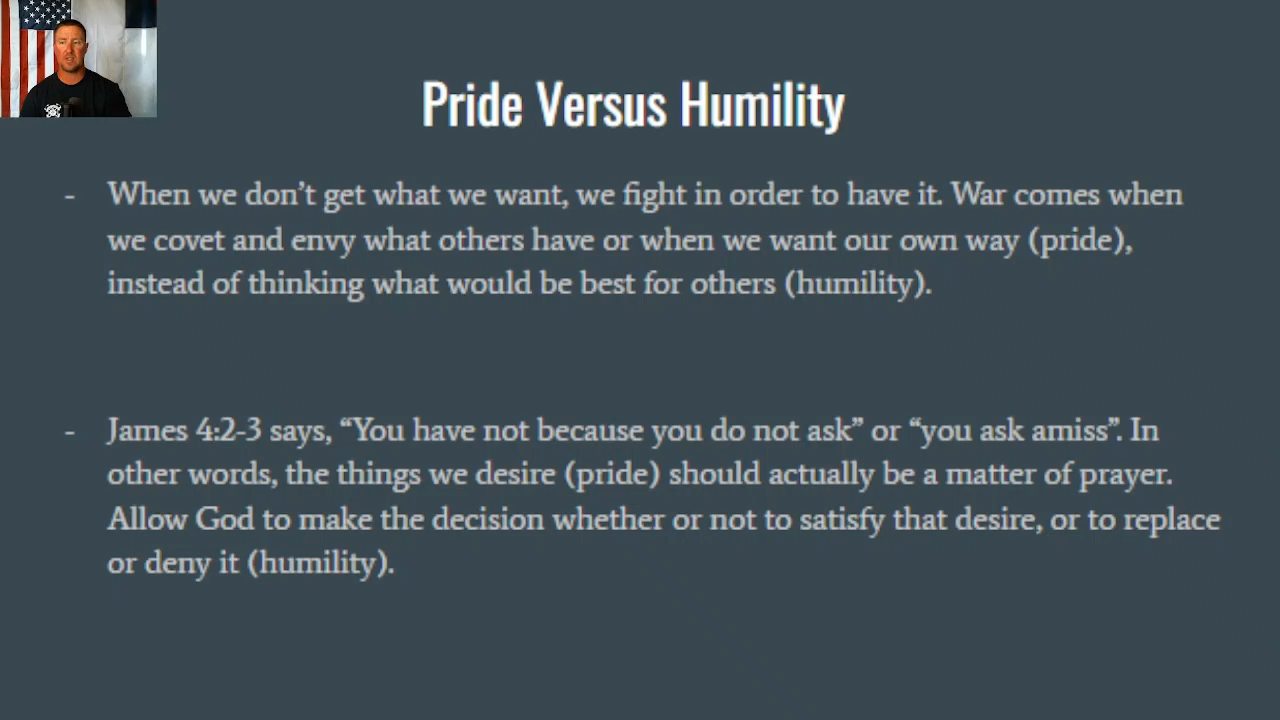 Pride Versus Humility
- When we don’t get what we want, we fight in order to have it. War comes when
we covet and envy what others have or when we want our own way (pride),
instead of thinking what would be best for others (humility).
- James 4:2-3 says, “You have not because you do not ask” or “you ask amiss”. In
other words, the things we desire (pride) should actually be a matter of prayer.
Allow God to make the decision whether or not to satisfy that desire, or to replace
or deny it (humility).